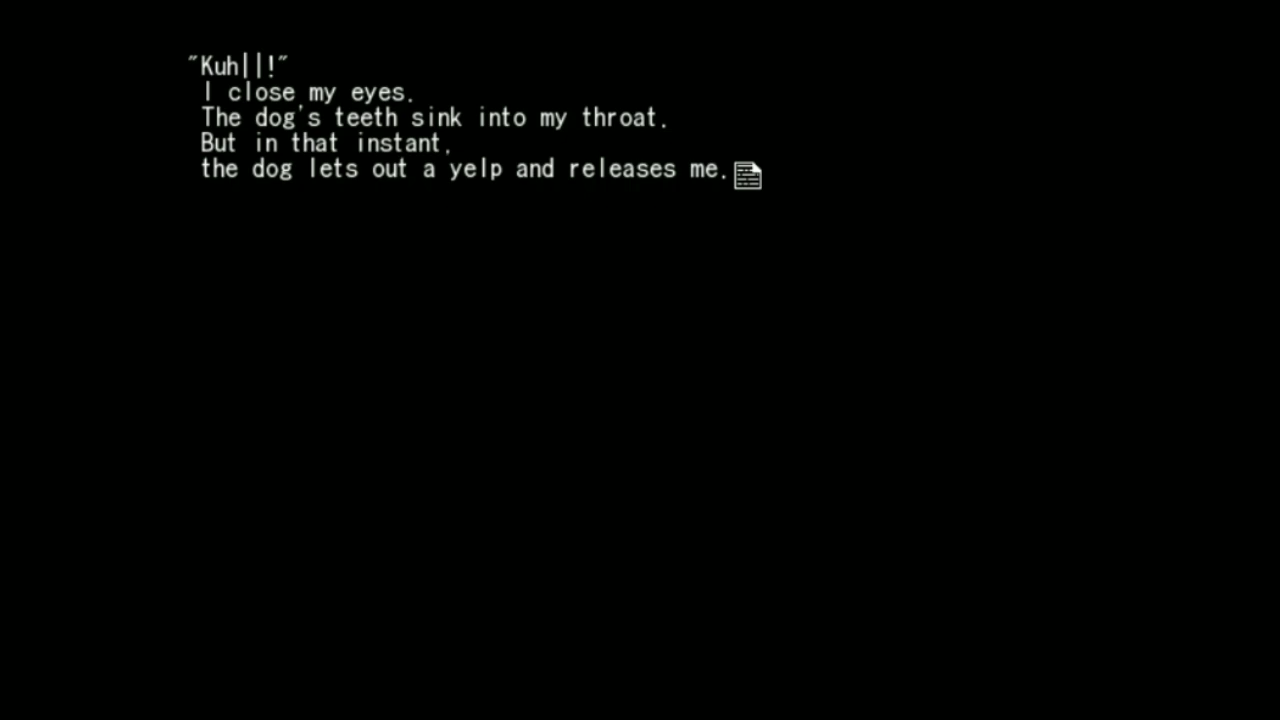 "Kuh||!"
I close my eyes.
The dog's teeth sink into my throat.
But in that instant,
the dog lets out a yelp and releases me.